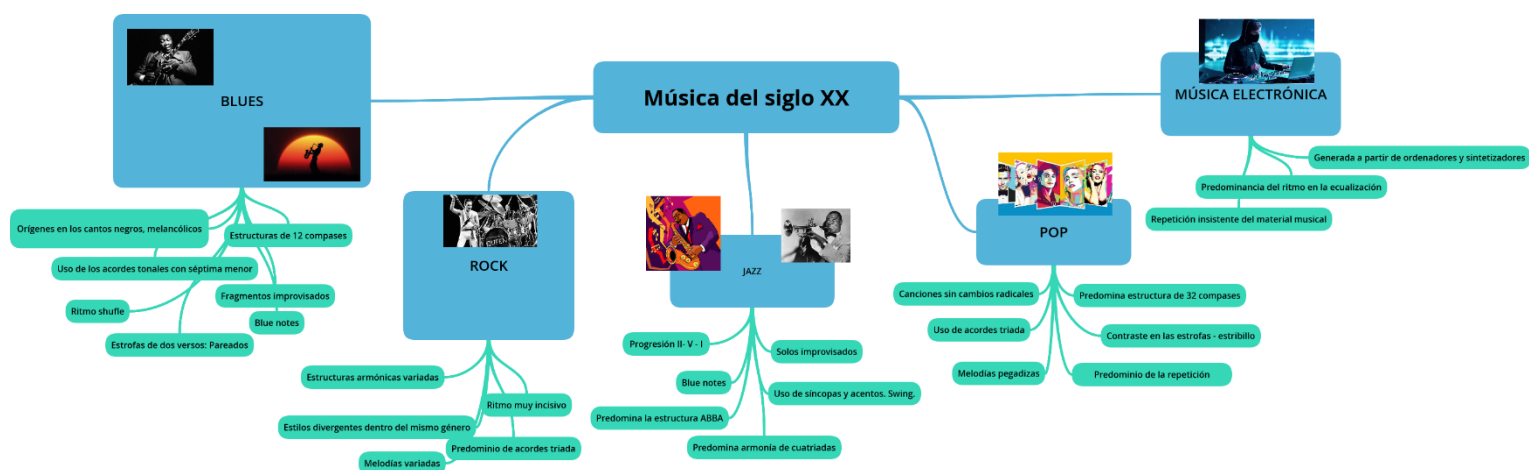 Música del siglo XX
BLUES
Orígenes en los cantos negros, melancólicos
Estructuras de 12 compases
Uso de los acordes tonales con séptima menor
Fragmentos improvisados
Ritmo shufle
Blue notes
Estrofas de dos versos: Pareados
ROCK
Estructuras armónicas variadas
Ritmo muy incisivo
Estilos divergentes dentro del mismo género
Predominio de acordes triada
Melodías variadas
JAZZ
Progresión II- V - I
Solos improvisados
Blue notes
Uso de síncopas y acentos. Swing.
Predomina la estructura ABBA
Predomina armonía de cuatriadas
POP
Canciones sin cambios radicales
Predomina estructura de 32 compases
Uso de acordes triada
Contraste en las estrofas - estribillo
Melodías pegadizas
Predominio de la repetición
MÚSICA ELECTRÓNICA
Generada a partir de ordenadores y sintetizadores
Predominancia del ritmo en la ecualización
Repetición insistente del material musical